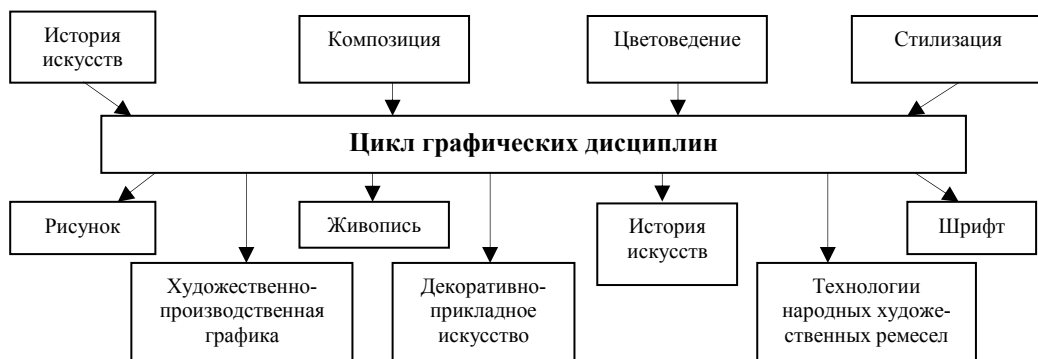 История
искусств
Композиция
Цветоведение
Стилизация
Цикл графических дисциплин
Рисунок
Живопись
История
искусств
Шрифт
Художественно-
производственная
графика
Декоративно-
прикладное
искусство
Технологии
народных художе-
ственных ремесел